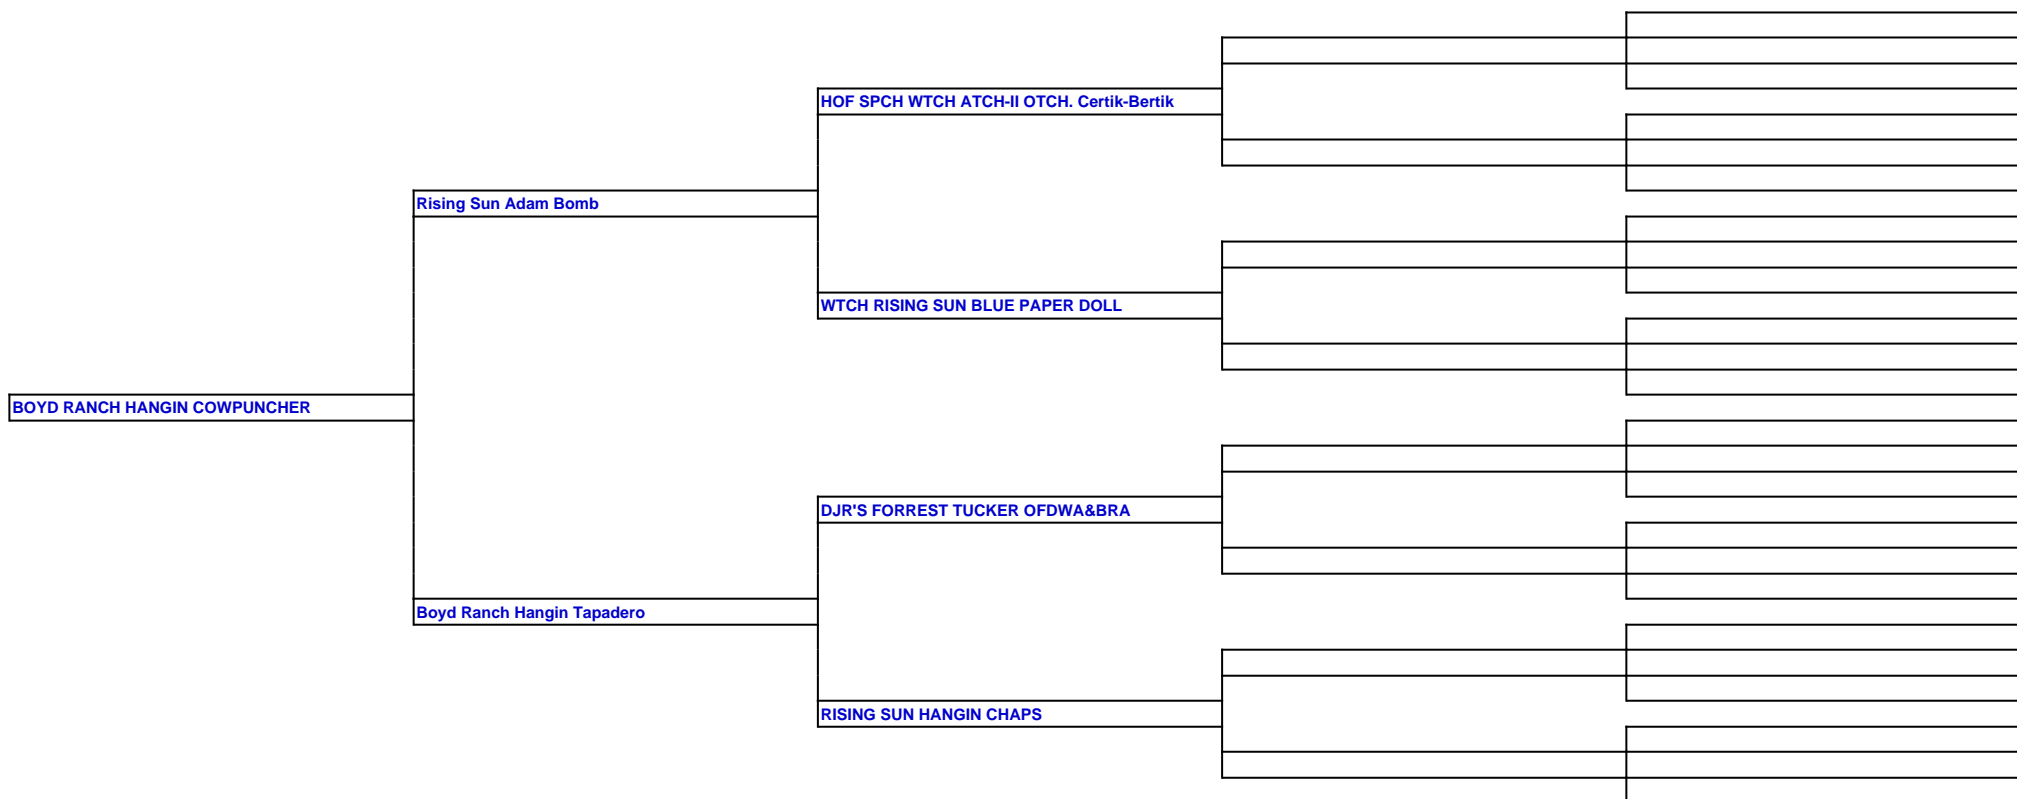 HOF SPCH WTCH ATCH-II OTCH. Certik-Bertik
Rising Sun Adam Bomb
WTCH RISING SUN BLUE PAPER DOLL
BOYD RANCH HANGIN COWPUNCHER
DJR'S FORREST TUCKER OFDWA&BRA
Boyd Ranch Hangin Tapadero
RISING SUN HANGIN CHAPS